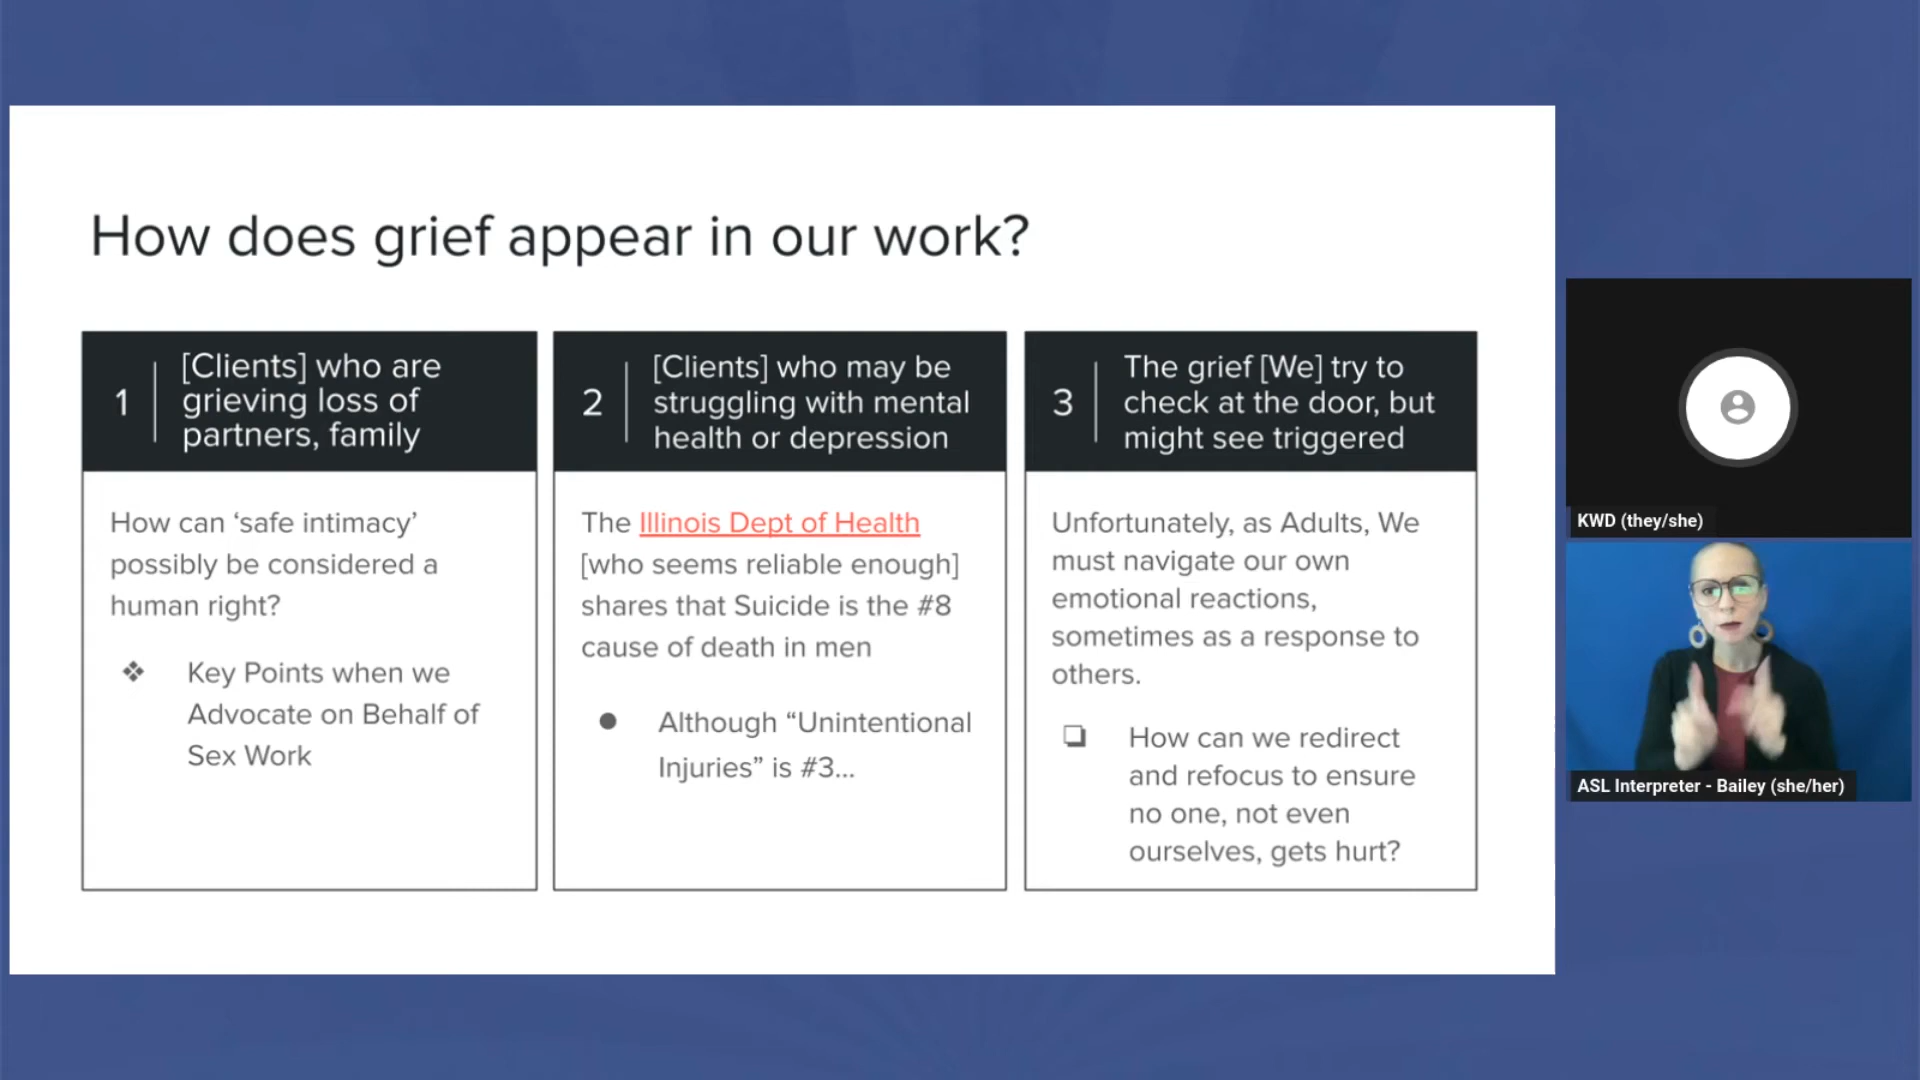 How does grief appear in our work?
1
[Clients] who are
grieving loss of
partners, family
How can ‘safe intimacy’
possibly be considered a
human right?
❖ Key Points when we
Advocate on Behalf of
Sex Work
2
[Clients] who may be
struggling with mental
health or depression
The Illinois Dept of Health
[who seems reliable enough]
shares that Suicide is the #8
cause of death in men
● Although “Unintentional
Injuries” is #3...
3
The grief [We] try to
check at the door, but
might see triggered
Unfortunately, as Adults, We
must navigate our own
emotional reactions,
sometimes as a response to
others.
❏ How can we redirect
and refocus to ensure
no one, not even
ourselves, gets hurt?
KWD (they/she)
ASL Interpreter - Bailey (she/her)